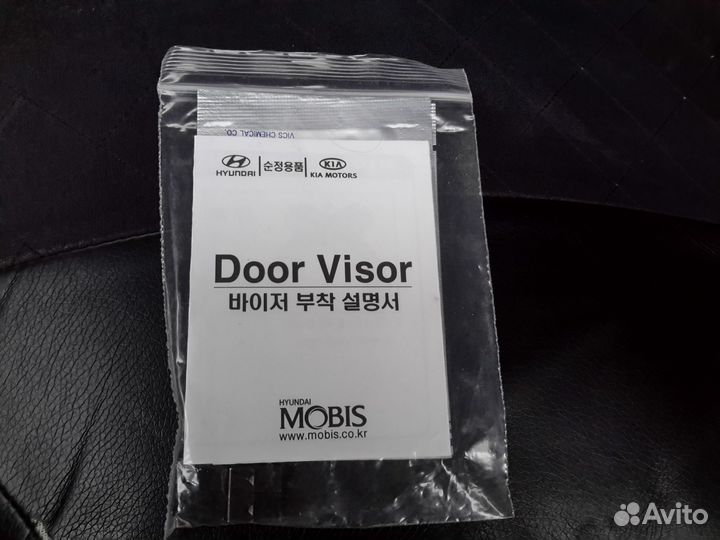 VICS CHEMICAL CO.
HYUNDAI | 순정용품 | KIA KIA MOTORS
Door Visor
바이저 부착 설명서
HYUNDAI
MOBIS
www.mobis.co.kr
Avito